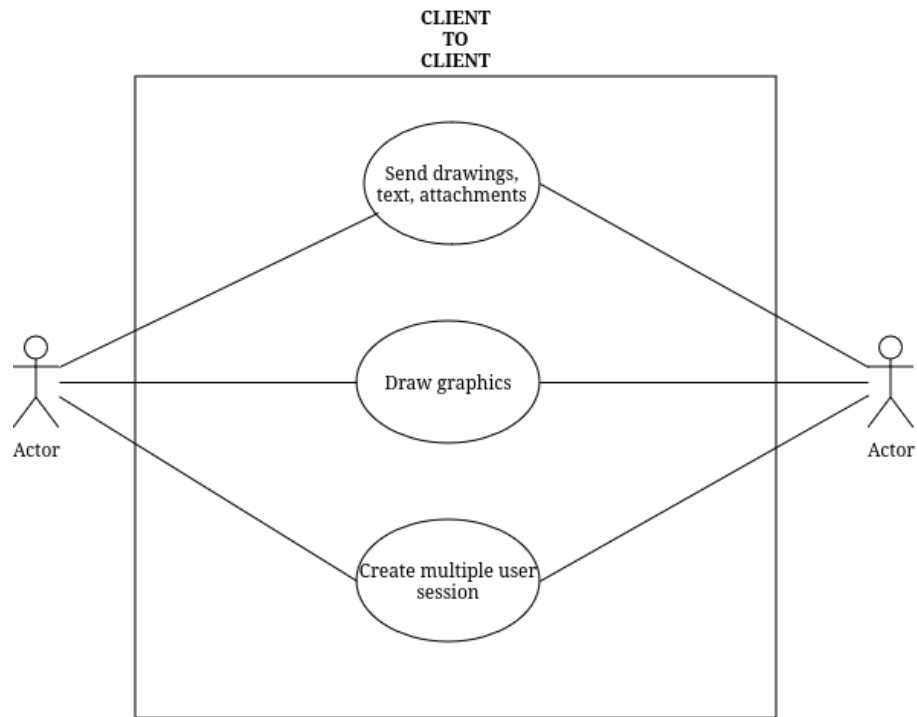 CLIENT
TO
CLIENT
Send drawings,
text, attachments
Draw graphics
Actor
Actor
Create multiple user
session